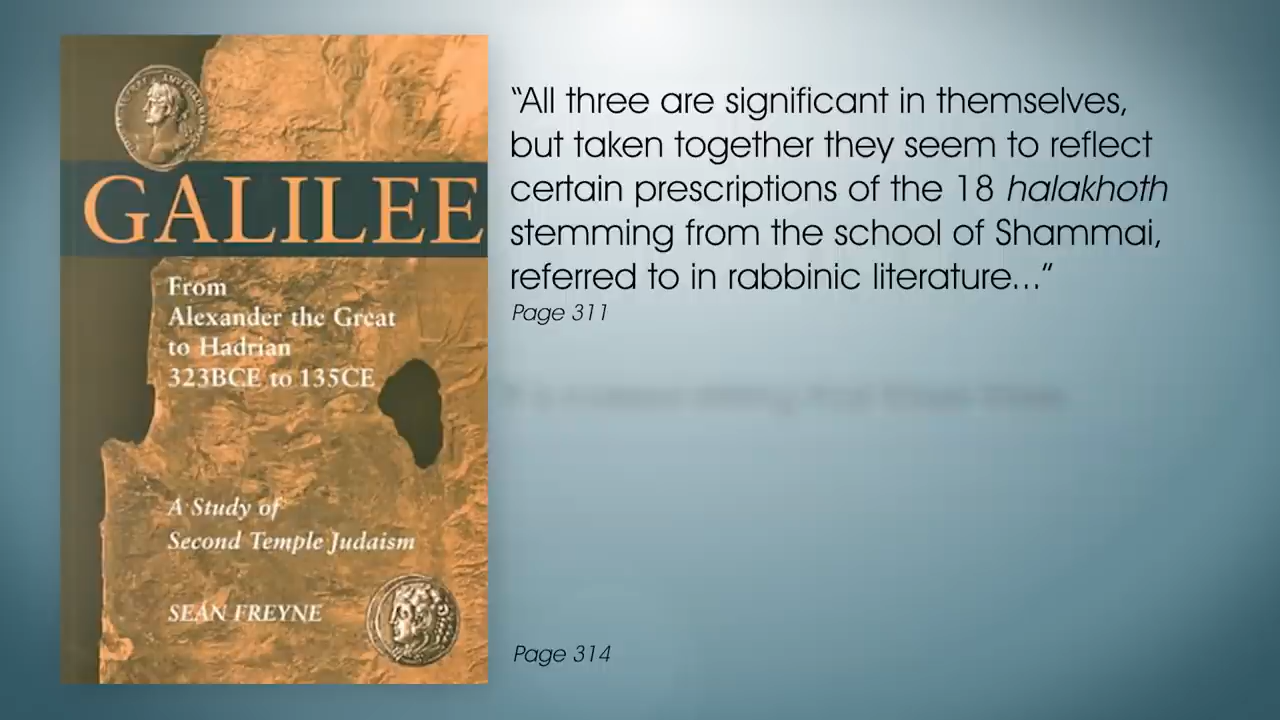 GALILEE
From
Alexander the Great
to Hadrian
323BCE to 135CE
A Study of
Second Temple Judaism
SEÁN FREYNE
“All three are significant in themselves,
but taken together they seem to reflect
certain prescriptions of the 18 halakhoth
stemming from the school of Shammai,
referred to in rabbinic literature...”
Page 311
Page 314